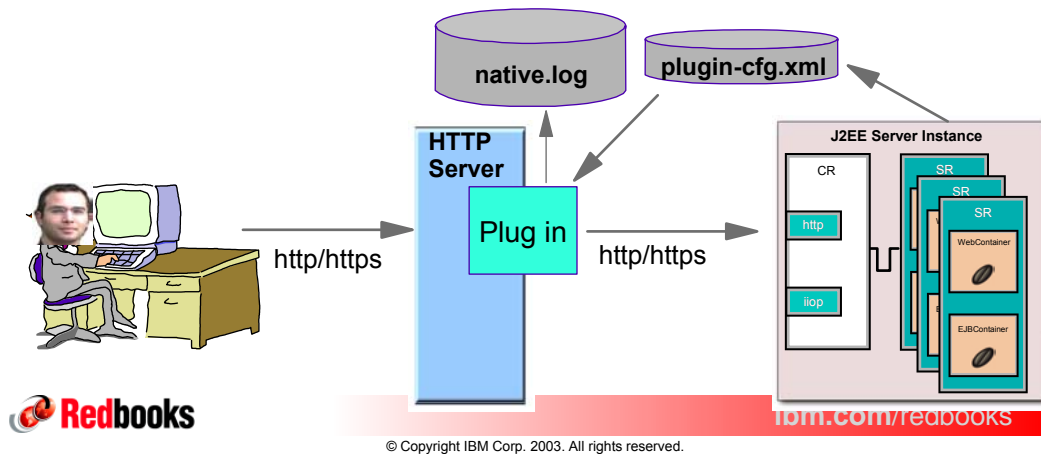 native.log
plugin-cfg.xml
HTTP
Server
J2EE Server Instance
CR
SR
SR
SR
http
WebContainer
Plug in
http/https
http/https
iiop
EJBContainer
Redbooks
ibm.com/redbooks
© Copyright IBM Corp. 2003. All rights reserved.